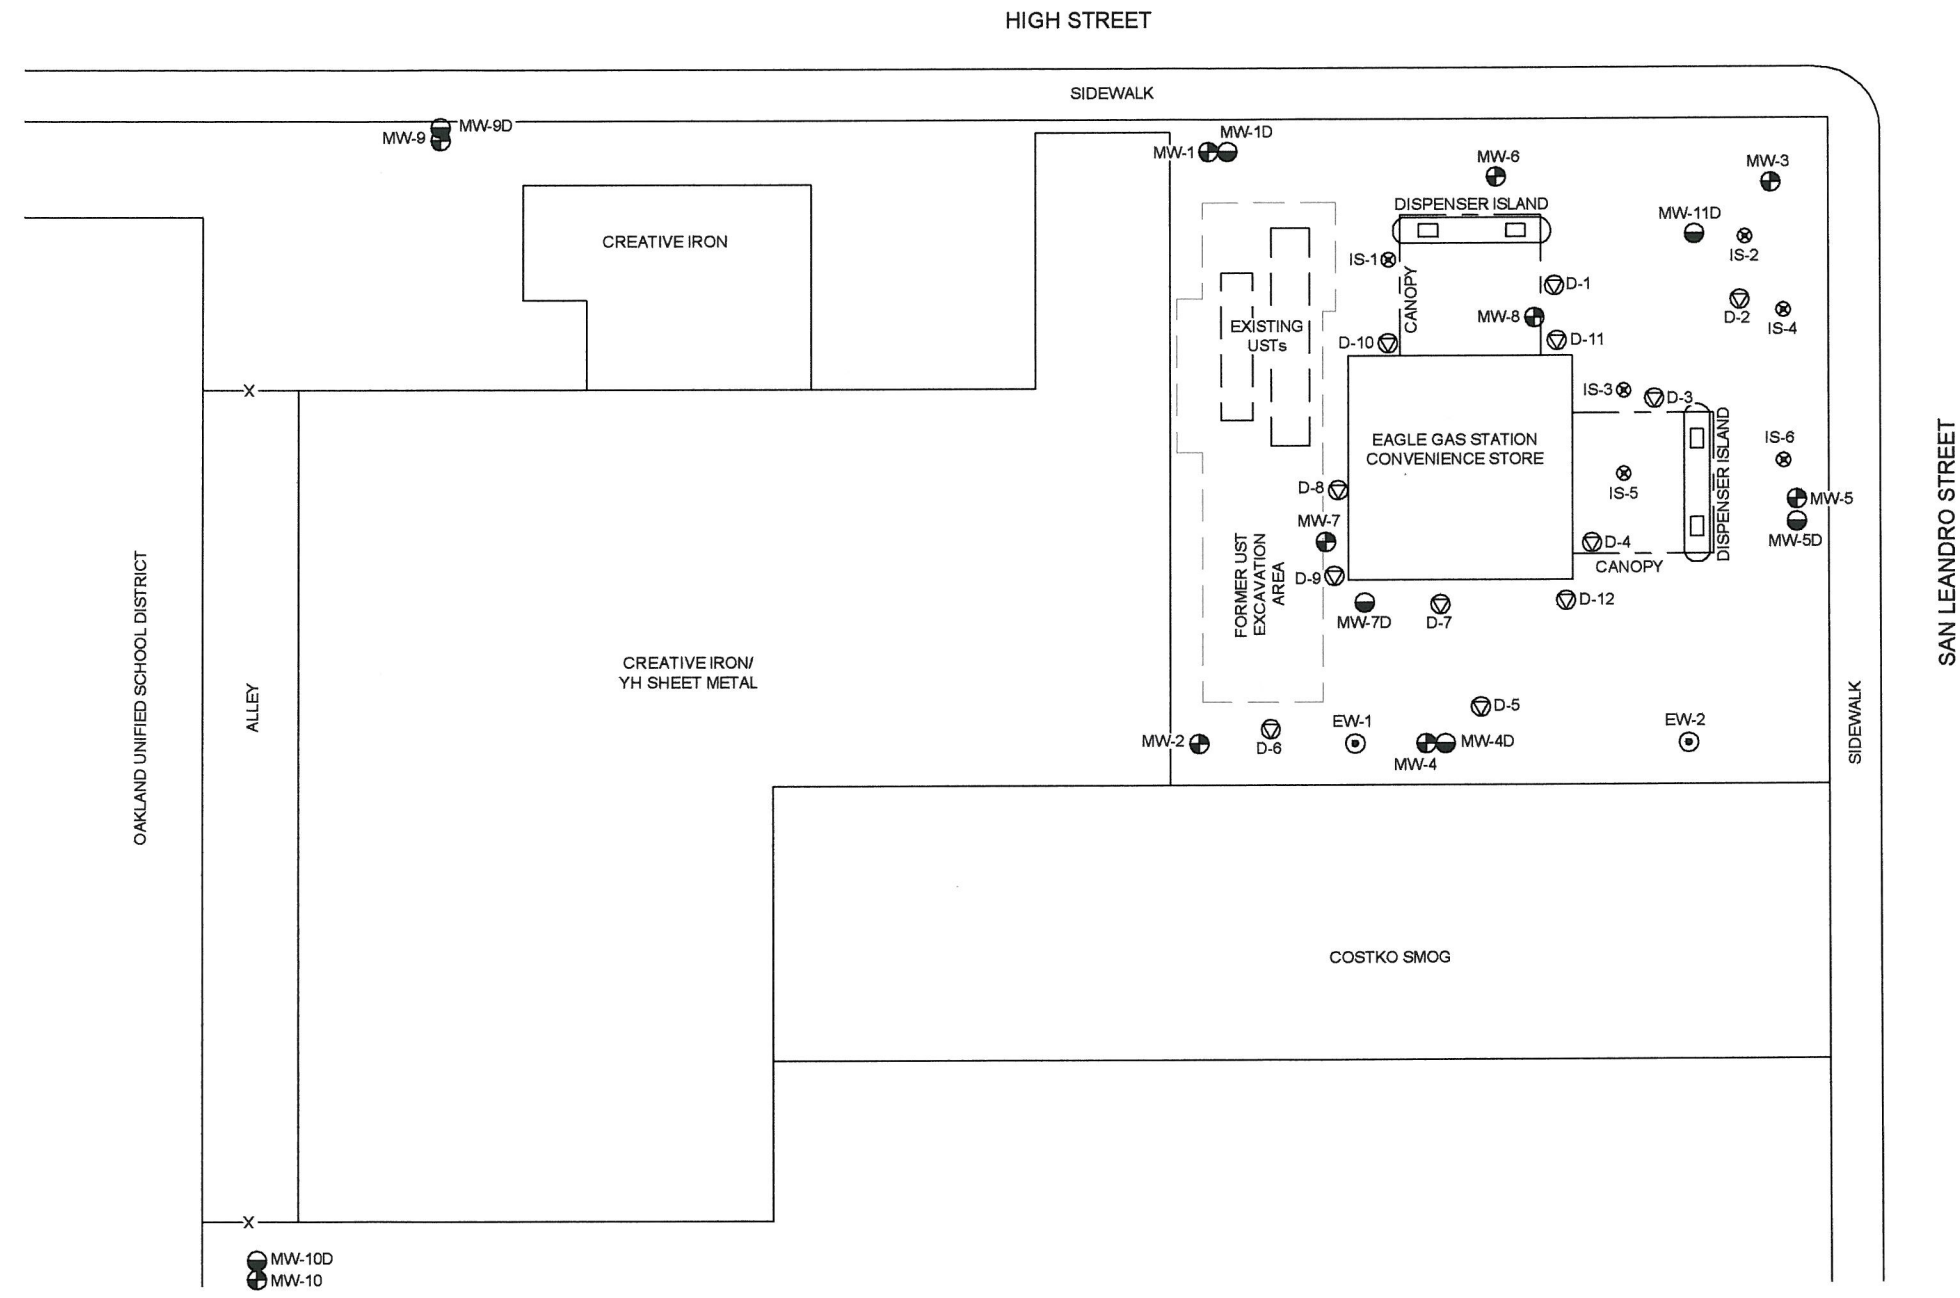 HIGH STREET
SIDEWALK
MW-9D
MW-9
MW-1D
MW-1
MW-6
MW-3
DISPENSER ISLAND
MW-11D
CREATIVE IRON
IS-2
IS-1
D-1
CANOPY
MW-8
D-2
IS-4
EXISTING
USTs
D-10
D-11
IS-3
D-3
EAGLE GAS STATION
CONVENIENCE STORE
DISPENSER ISLAND
IS-6
D-8
IS-5
MW-5
MW-7
MW-5D
D-4
CANOPY
D-9
FORMER UST
EXCAVATION
AREA
MW-7D
D-7
D-12
SAN LEANDRO STREET
OAKLAND UNIFIED SCHOOL DISTRICT
ALLEY
CREATIVE IRON/
YH SHEET METAL
D-5
SIDEWALK
MW-2
D-6
EW-1
MW-4D
MW-4
EW-2
COSTKO SMOG
X
X
MW-10D
MW-10